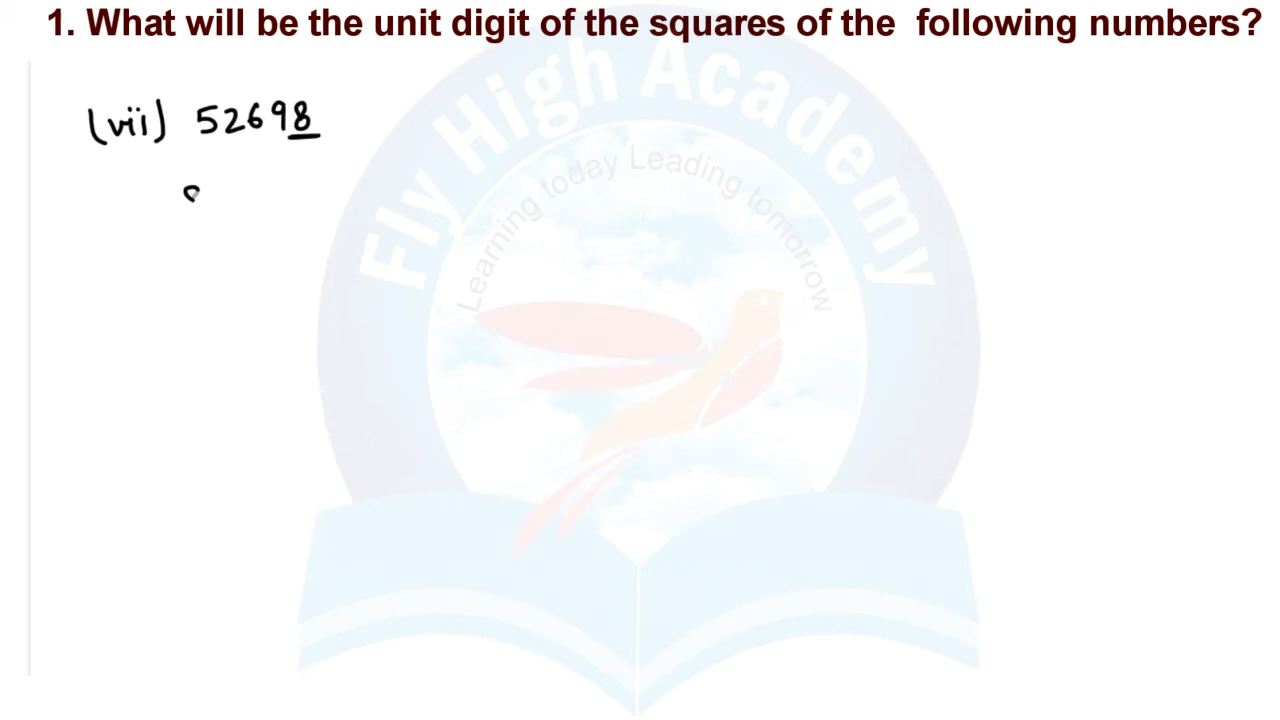 1. What will be the unit digit of the squares of the following numbers?
(vii) 52698
Fly High Academy
Learning today Leading tomorrow